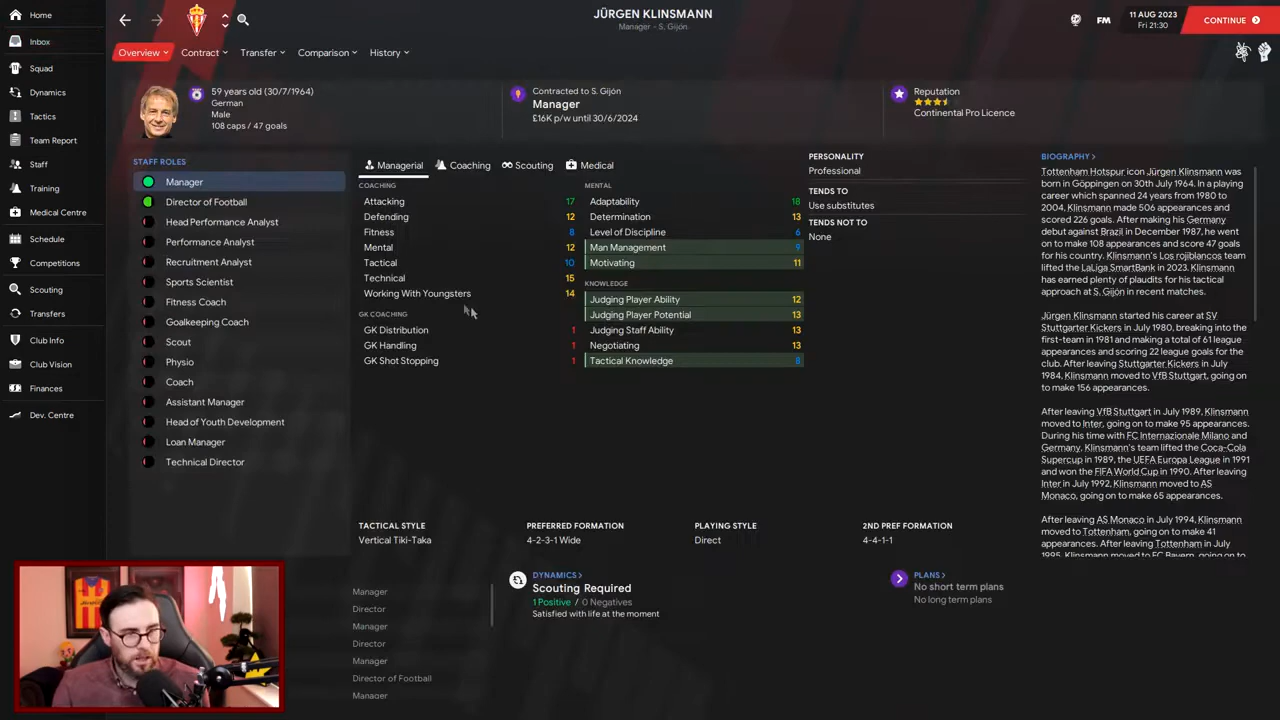 Home
Inbox
Squad
Dynamics
Tactics
Team Report
Staff
Training
Medical Centre
Schedule
Competitions
Scouting
Transfers
Club Info
Club Vision
Finances
Dev. Centre
JÜRGEN KLINSMANN
Manager - S. Gijón
FM
11 AUG 2023
Fri 21:30
CONTINUE
Overview
Contract
Transfer
Comparison
History
59 years old (30/7/1964)
German
Male
108 caps / 47 goals
Contracted to S. Gijón
Manager
£16K p/w until 30/6/2024
Reputation
Continental Pro Licence
STAFF ROLES
Manager
Director of Football
Head Performance Analyst
Performance Analyst
Recruitment Analyst
Sports Scientist
Fitness Coach
Goalkeeping Coach
Scout
Physio
Coach
Assistant Manager
Head of Youth Development
Loan Manager
Technical Director
Managerial
Coaching
Scouting
Medical
COACHING
Attacking 17
Defending 12
Fitness 8
Mental 12
Tactical 10
Technical 15
Working With Youngsters 14
GK COACHING
GK Distribution 1
GK Handling 1
GK Shot Stopping 1
MENTAL
Adaptability 18
Determination 13
Level of Discipline 6
Man Management 9
Motivating 11
KNOWLEDGE
Judging Player Ability 12
Judging Player Potential 13
Judging Staff Ability 13
Negotiating 13
Tactical Knowledge 8
PERSONALITY
Professional
TENDS TO
Use substitutes
TENDS NOT TO
None
BIOGRAPHY >
Tottenham Hotspur icon Jürgen Klinsmann was
born in Göppingen on 30th July 1964. In a playing
career which spanned 24 years from 1980 to
2004, Klinsmann made 506 appearances and
scored 226 goals. After making his Germany
debut against Brazil in December 1987, he went
on to make 108 appearances and score 47 goals
for his country. Klinsmann's Los rojiblancos team
lifted the LaLiga SmartBank in 2023. Klinsmann
has earned plenty of plaudits for his tactical
approach at S. Gijón in recent matches.
Jürgen Klinsmann started his career at SV
Stuttgarter Kickers in July 1980, breaking into the
first-team in 1981 and making a total of 61 league
appearances and scoring 22 league goals for the
club. After leaving Stuttgarter Kickers in July
1984, Klinsmann moved to VfB Stuttgart, going on
to make 156 appearances.
After leaving VfB Stuttgart in July 1989, Klinsmann
moved to Inter, going on to make 95 appearances.
During his time with FC Internazionale Milano and
Germany, Klinsmann's team lifted the Coca-Cola
Supercup in 1989, the UEFA Europa League in 1991
and won the FIFA World Cup in 1990. After leaving
Inter in July 1992, Klinsmann moved to AS
Monaco, going on to make 65 appearances.
After leaving AS Monaco in July 1994, Klinsmann
moved to Tottenham, going on to make 41
appearances. After leaving Tottenham in July
1995, Klinsmann moved to FC Bayern, going on to
TACTICAL STYLE
Vertical Tiki-Taka
PREFERRED FORMATION
4-2-3-1 Wide
PLAYING STYLE
Direct
2ND PREF FORMATION
4-4-1-1
Manager
Director
Manager
Director
Manager
Director of Football
Manager
DYNAMICS >
Scouting Required
1 Positive / 0 Negatives
Satisfied with life at the moment
PLANS >
No short term plans
No long term plans